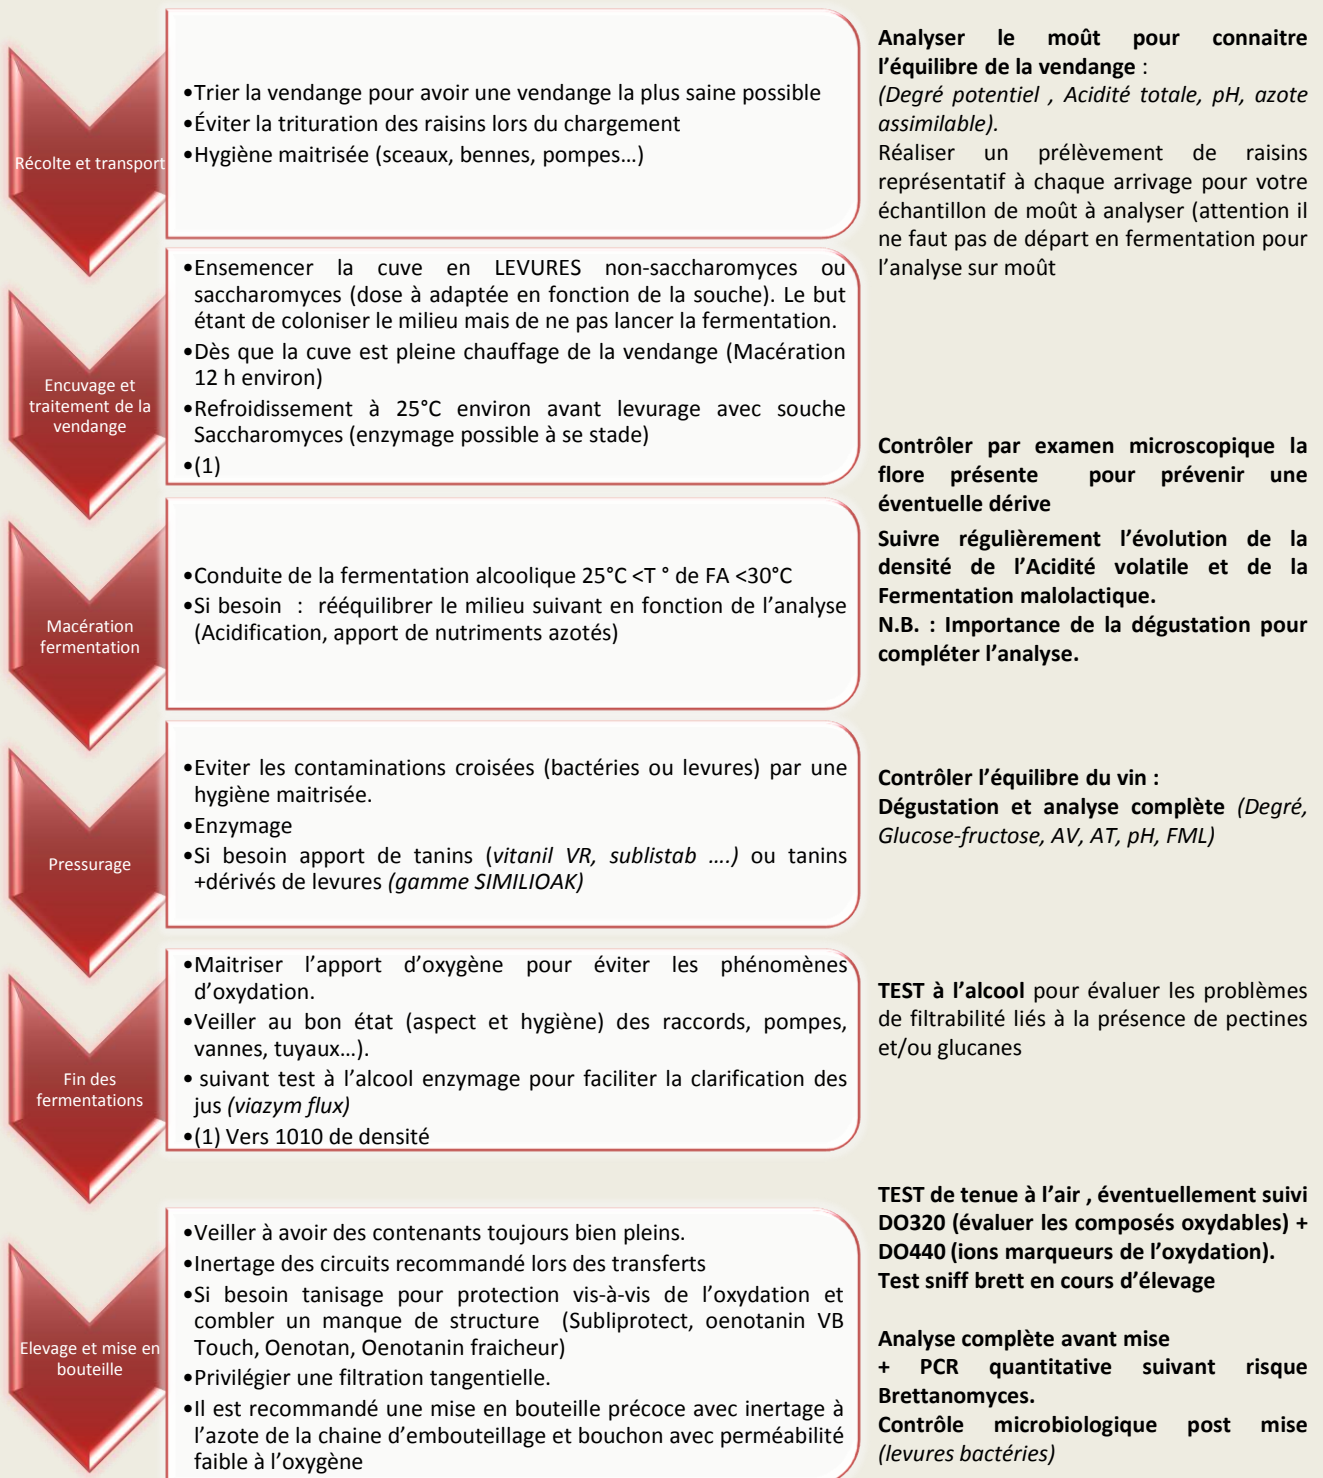 Récolte et transport
•Trier la vendange pour avoir une vendange la plus saine possible
•Éviter la trituration des raisins lors du chargement
•Hygiène maitrisée (sceaux, bennes, pompes…)
Analyser le moût pour connaitre
l’équilibre de la vendange :
(Degré potentiel , Acidité totale, pH, azote
assimilable).
Réaliser un prélèvement de raisins
représentatif à chaque arrivage pour votre
échantillon de moût à analyser (attention il
ne faut pas de départ en fermentation pour
l’analyse sur moût
Encuvage et
traitement de la
vendange
•Ensemencer la cuve en LEVURES non-saccharomyces ou
saccharomyces (dose à adaptée en fonction de la souche). Le but
étant de coloniser le milieu mais de ne pas lancer la fermentation.
•Dès que la cuve est pleine chauffage de la vendange (Macération
12 h environ)
•Refroidissement à 25°C environ avant levurage avec souche
Saccharomyces (enzymage possible à se stade)
•(1)
Contrôler par examen microscopique la
flore présente pour prévenir une
éventuelle dérive
Macération
fermentation
•Conduite de la fermentation alcoolique 25°C <T ° de FA <30°C
•Si besoin : rééquilibrer le milieu suivant en fonction de l’analyse
(Acidification, apport de nutriments azotés)
Suivre régulièrement l’évolution de la
densité de l’Acidité volatile et de la
Fermentation malolactique.
N.B. : Importance de la dégustation pour
compléter l’analyse.
Pressurage
•Eviter les contaminations croisées (bactéries ou levures) par une
hygiène maitrisée.
•Enzymage
•Si besoin apport de tanins (vitanil VR, sublistab ….) ou tanins
+dérivés de levures (gamme SIMILIOAK)
Contrôler l’équilibre du vin :
Dégustation et analyse complète (Degré,
Glucose-fructose, AV, AT, pH, FML)
Fin des
fermentations
•Maitriser l’apport d’oxygène pour éviter les phénomènes
d’oxydation.
•Veiller au bon état (aspect et hygiène) des raccords, pompes,
vannes, tuyaux…).
• suivant test à l’alcool enzymage pour faciliter la clarification des
jus (viazym flux)
•(1) Vers 1010 de densité
TEST à l’alcool pour évaluer les problèmes
de filtrabilité liés à la présence de pectines
et/ou glucanes
Elevage et mise en
bouteille
•Veiller à avoir des contenants toujours bien pleins.
•Inertage des circuits recommandé lors des transferts
•Si besoin tanisage pour protection vis-à-vis de l’oxydation et
combler un manque de structure (Subliprotect, oenotanin VB
Touch, Oenotan, Oenotanin fraicheur)
•Privilégier une filtration tangentielle.
•Il est recommandé une mise en bouteille précoce avec inertage à
l’azote de la chaine d’embouteillage et bouchon avec perméabilité
faible à l’oxygène
TEST de tenue à l’air , éventuellement suivi
DO320 (évaluer les composés oxydables) +
DO440 (ions marqueurs de l’oxydation).
Test sniff brett en cours d’élevage
Analyse complète avant mise
+ PCR quantitative suivant risque
Brettanomyces.
Contrôle microbiologique post mise
(levures bactéries)